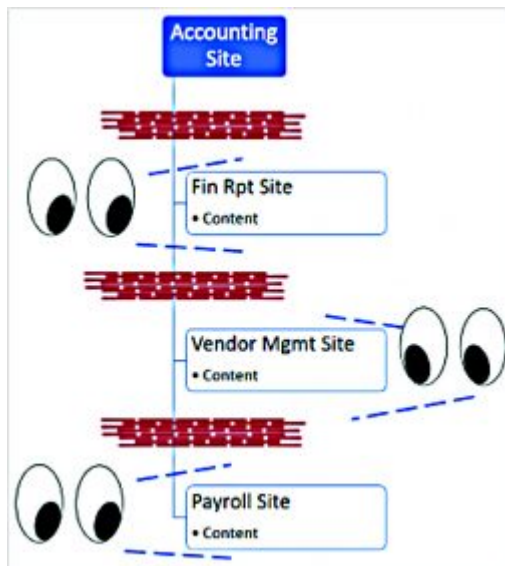 Accounting
Site
Fin Rpt Site
• Content
Vendor Mgmt Site
• Content
Payroll Site
• Content